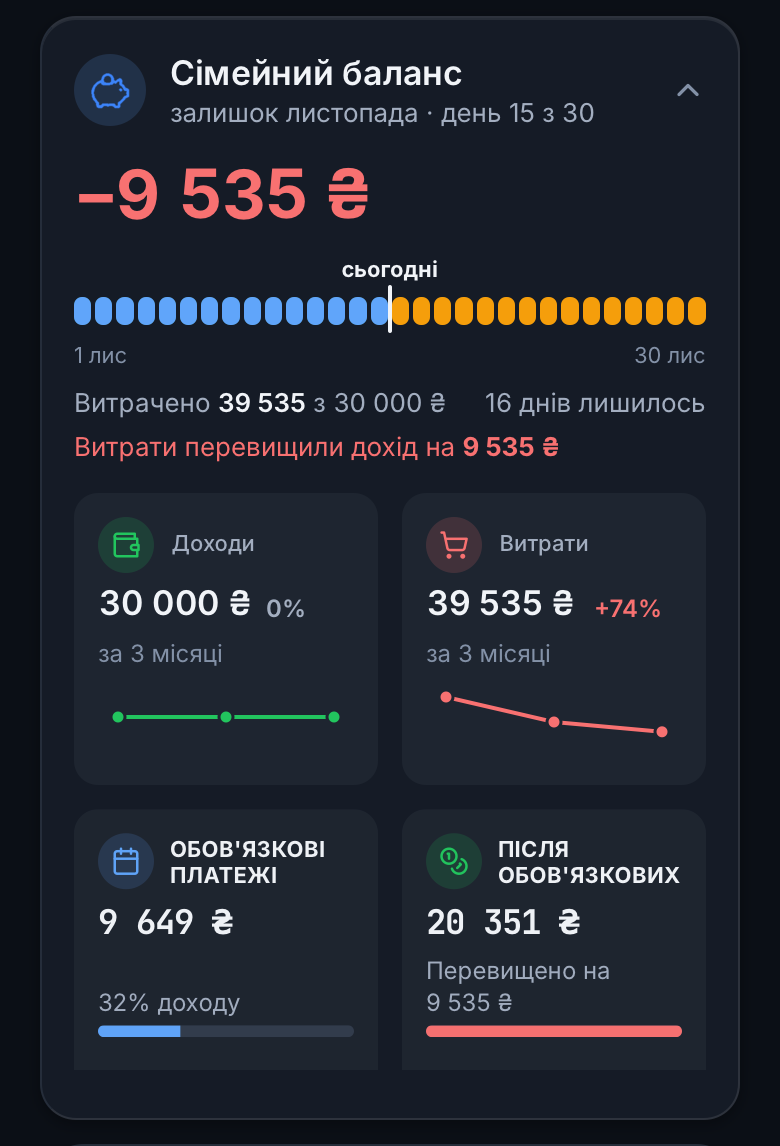 Сімейний баланс
залишок листопада · день 15 з 30
−9 535 ₴
сьогодні
1 лис
30 лис
Витрачено 39 535 з 30 000 ₴
16 днів лишилось
Витрати перевищили дохід на 9 535 ₴
Доходи
30 000 ₴ 0%
за 3 місяці
Витрати
39 535 ₴ +74%
за 3 місяці
ОБОВ'ЯЗКОВІ
ПЛАТЕЖІ
9 649 ₴
32% доходу
ПІСЛЯ
ОБОВ'ЯЗКОВИХ
20 351 ₴
Перевищено на
9 535 ₴